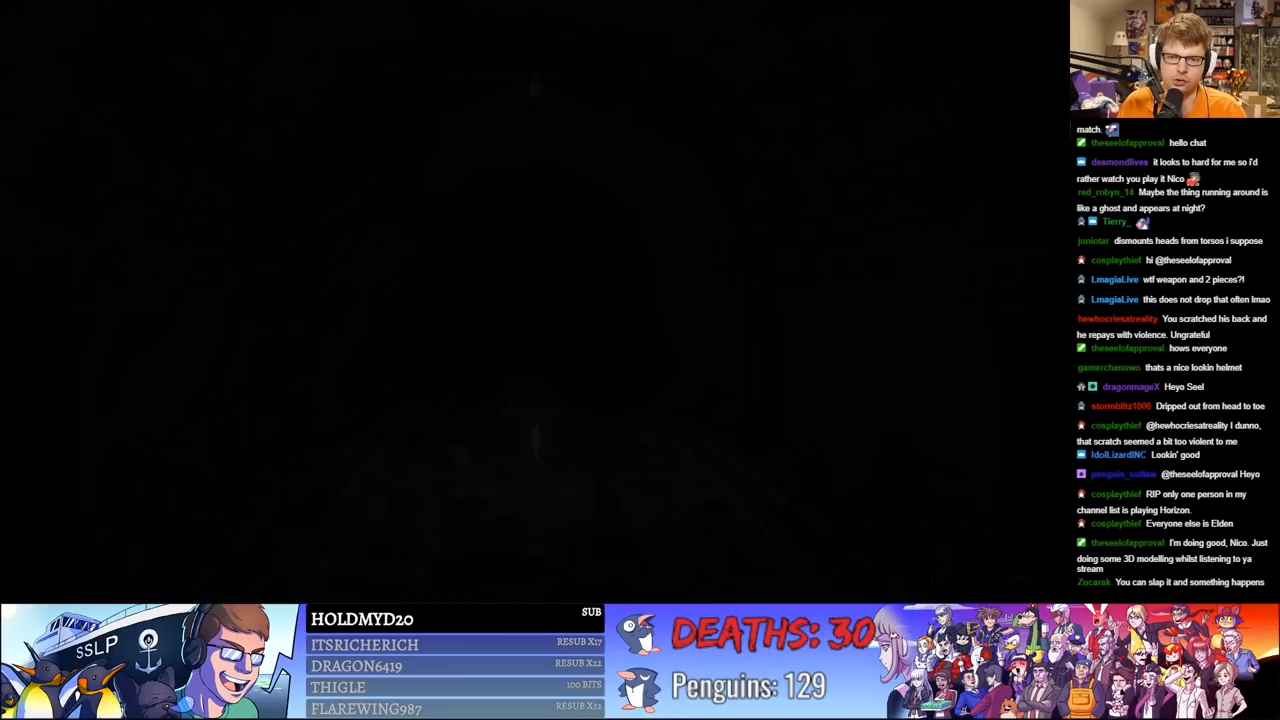 match.
theseelofapproval hello chat
desmondlives it looks to hard for me so i'd
rather watch you play it Nico
red_robyn_14 Maybe the thing running around is
like a ghost and appears at night?
Tierry_
juniotar dismounts heads from torsos i suppose
cosplaythief hi @theseelofapproval
LmagiaLive wtf weapon and 2 pieces?!
LmagiaLive this does not drop that often lmao
hewhocriesatreality You scratched his back and
he repays with violence. Ungrateful
theseelofapproval hows everyone
gamerchanuwo thats a nice lookin helmet
dragonmageX Heyo Seel
stormblitz1000 Dripped out from head to toe
cosplaythief @hewhocriesatreality I dunno,
that scratch seemed a bit too violent to me
IdolLizardINC Lookin' good
penguin_outlaw @theseelofapproval Heyo
cosplaythief RIP only one person in my
channel list is playing Horizon.
cosplaythief Everyone else is Elden
theseelofapproval I'm doing good, Nico. Just
doing some 3D modelling whilst listening to ya
stream
Zucarak You can slap it and something happens
SSLP
HOLDMYD20 SUB
ITSRICHERICH RESUB X17
DRAGON6419 RESUB X22
THIGLE 100 BITS
FLAREWING987 RESUB X32
DEATHS: 30
Penguins: 129